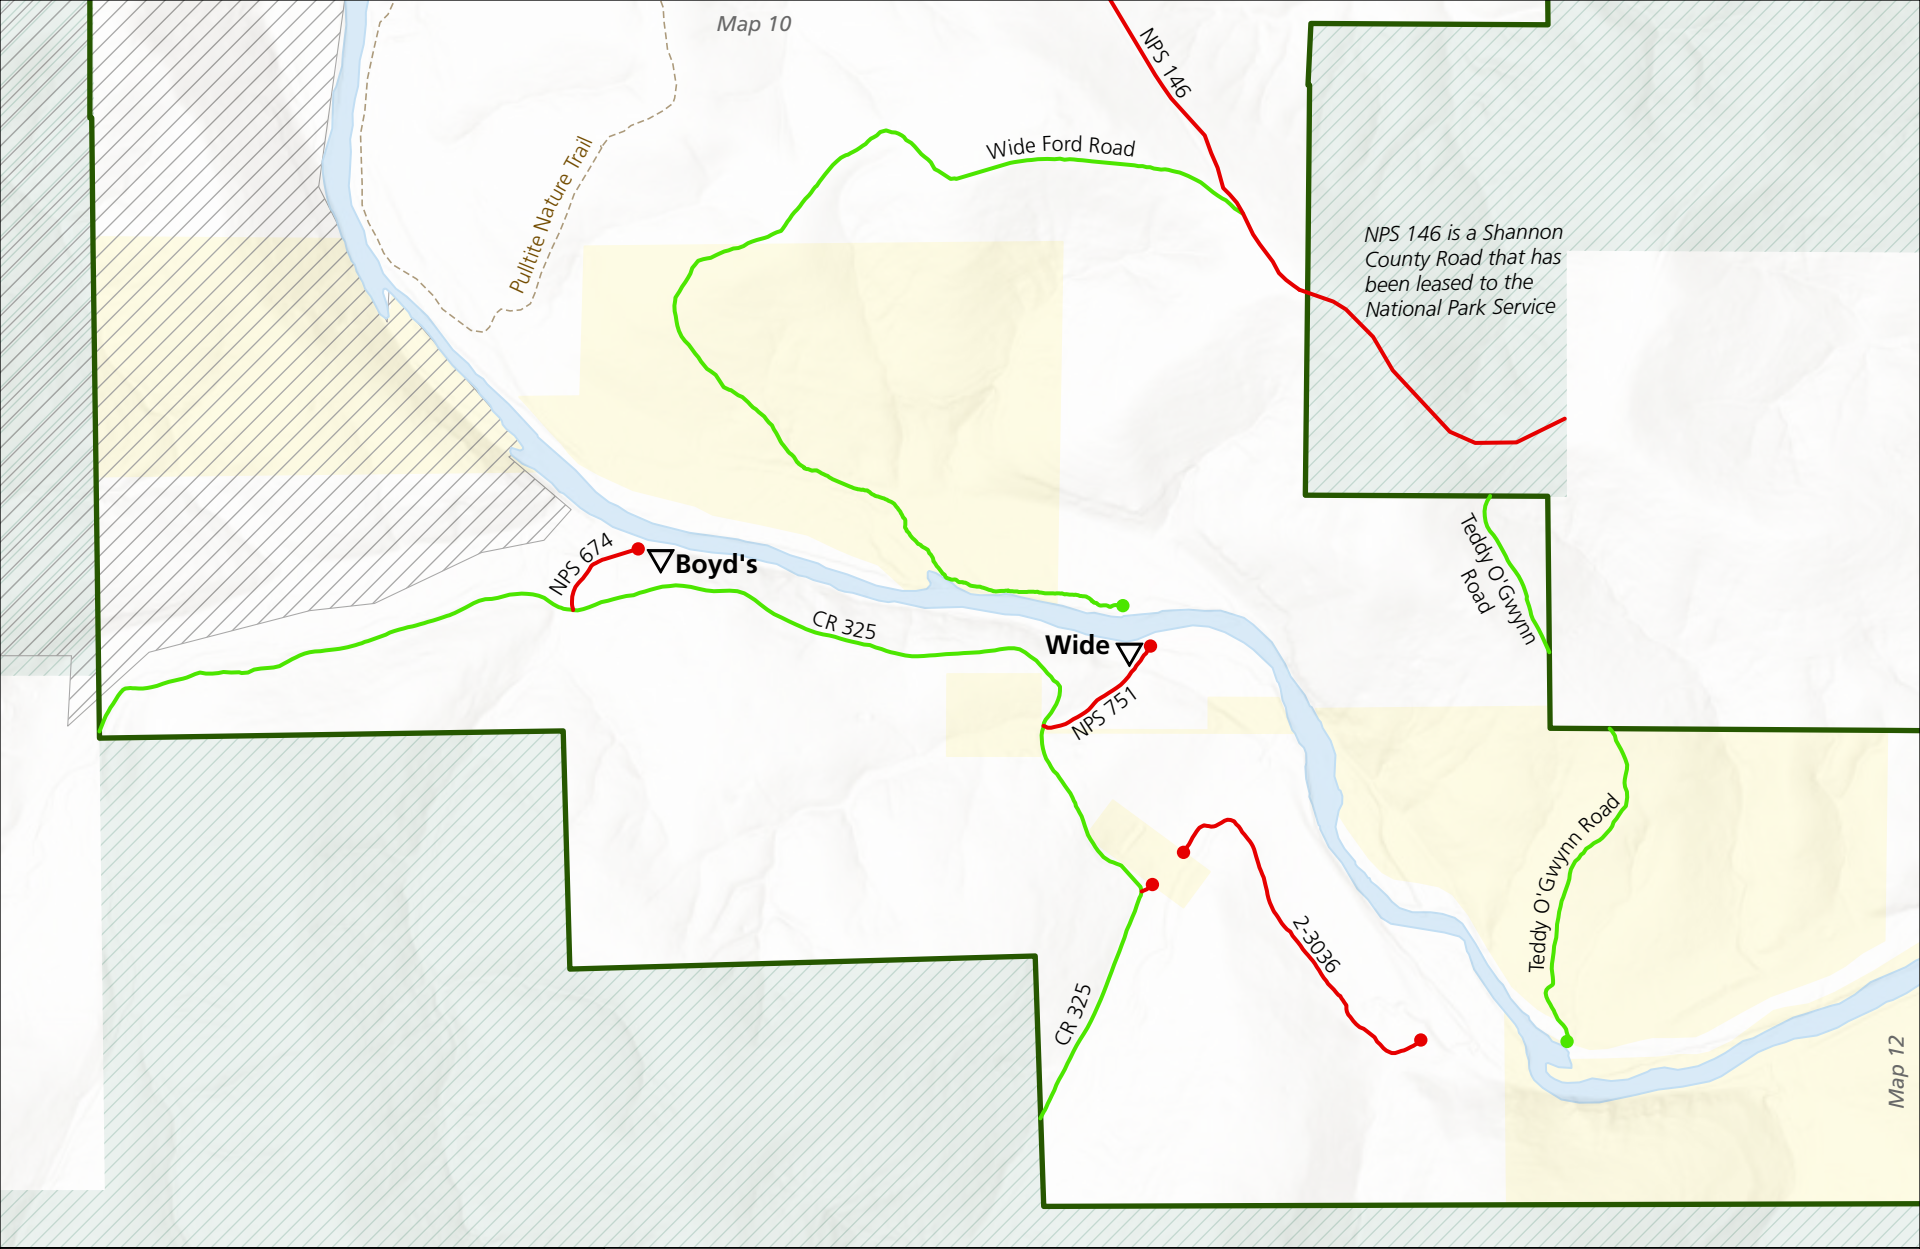 Map 10
NPS 146
Wide Ford Road
Pulltite Nature Trail
NPS 146 is a Shannon
County Road that has
been leased to the
National Park Service
Teddy O'Gwynn
Road
NPS 674
Boyd's
CR 325
Wide
NPS 751
Teddy O'Gwynn Road
2-3036
CR 325
Map 12